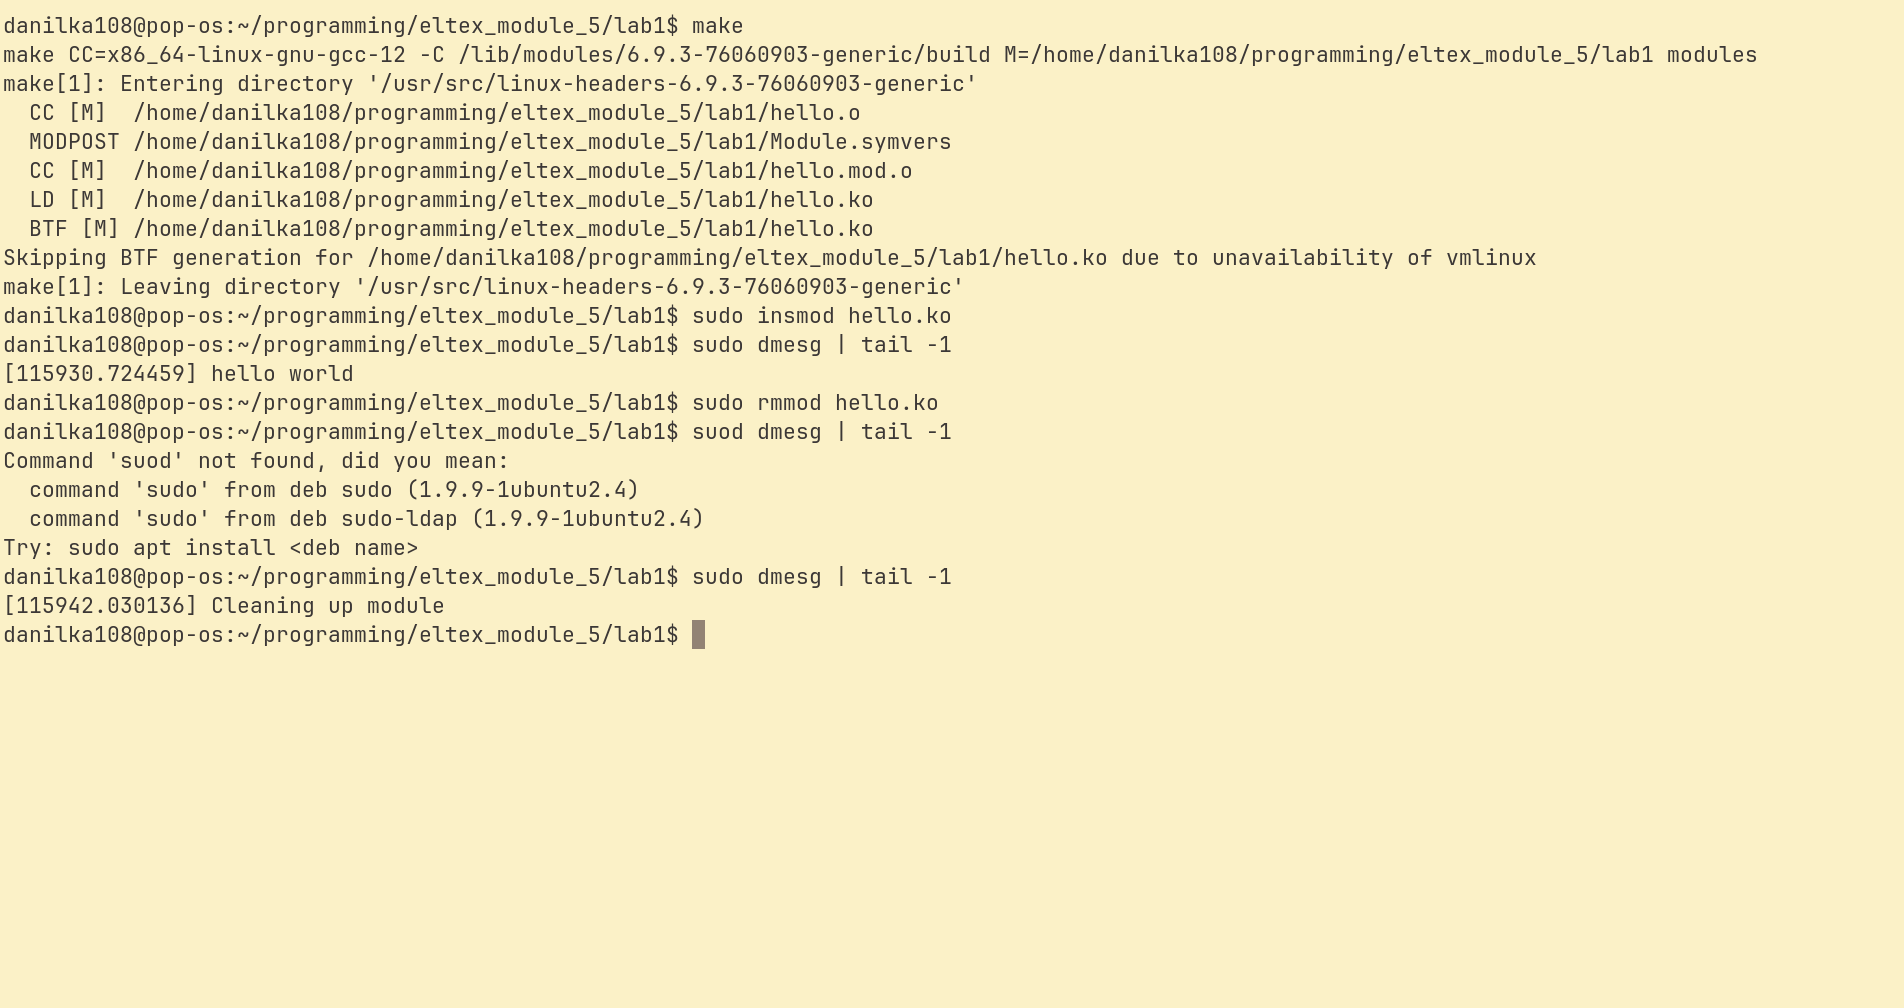 danilka108@pop-os:~/programming/eltex_module_5/lab1$ make
make CC=x86_64-linux-gnu-gcc-12 -C /lib/modules/6.9.3-76060903-generic/build M=/home/danilka108/programming/eltex_module_5/lab1 modules
make[1]: Entering directory '/usr/src/linux-headers-6.9.3-76060903-generic'
  CC [M]  /home/danilka108/programming/eltex_module_5/lab1/hello.o
  MODPOST /home/danilka108/programming/eltex_module_5/lab1/Module.symvers
  CC [M]  /home/danilka108/programming/eltex_module_5/lab1/hello.mod.o
  LD [M]  /home/danilka108/programming/eltex_module_5/lab1/hello.ko
  BTF [M] /home/danilka108/programming/eltex_module_5/lab1/hello.ko
Skipping BTF generation for /home/danilka108/programming/eltex_module_5/lab1/hello.ko due to unavailability of vmlinux
make[1]: Leaving directory '/usr/src/linux-headers-6.9.3-76060903-generic'
danilka108@pop-os:~/programming/eltex_module_5/lab1$ sudo insmod hello.ko
danilka108@pop-os:~/programming/eltex_module_5/lab1$ sudo dmesg | tail -1
[115930.724459] hello world
danilka108@pop-os:~/programming/eltex_module_5/lab1$ sudo rmmod hello.ko
danilka108@pop-os:~/programming/eltex_module_5/lab1$ suod dmesg | tail -1
Command 'suod' not found, did you mean:
  command 'sudo' from deb sudo (1.9.9-1ubuntu2.4)
  command 'sudo' from deb sudo-ldap (1.9.9-1ubuntu2.4)
Try: sudo apt install <deb name>
danilka108@pop-os:~/programming/eltex_module_5/lab1$ sudo dmesg | tail -1
[115942.030136] Cleaning up module
danilka108@pop-os:~/programming/eltex_module_5/lab1$